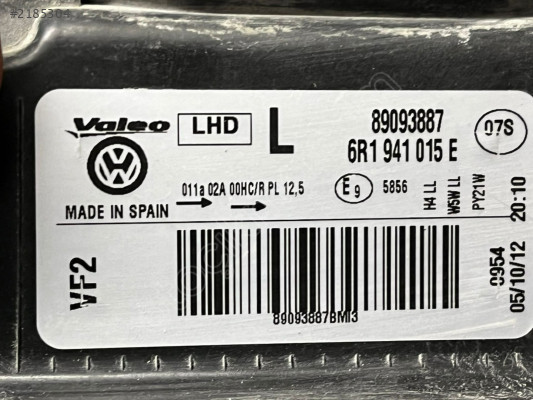 #2185304
Valeo LHD L 89093887 07S
6R1 941 015 E
011a 02A 00HC/R PL 12,5 E9 5856
MADE IN SPAIN
H4 LL
W5W LL
PY21W
VF2
0954
05/10/12 20:10
89093887BMI3